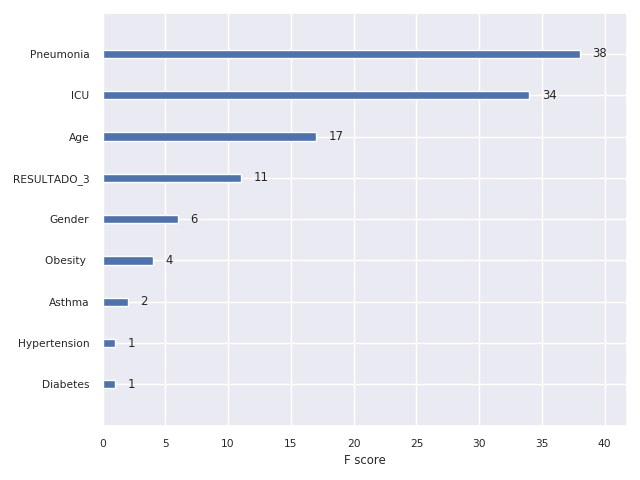 Pneumonia 38
ICU 34
Age 17
RESULTADO_3 11
Gender 6
Obesity 4
Asthma 2
Hypertension 1
Diabetes 1
0 5 10 15 20 25 30 35 40
F score